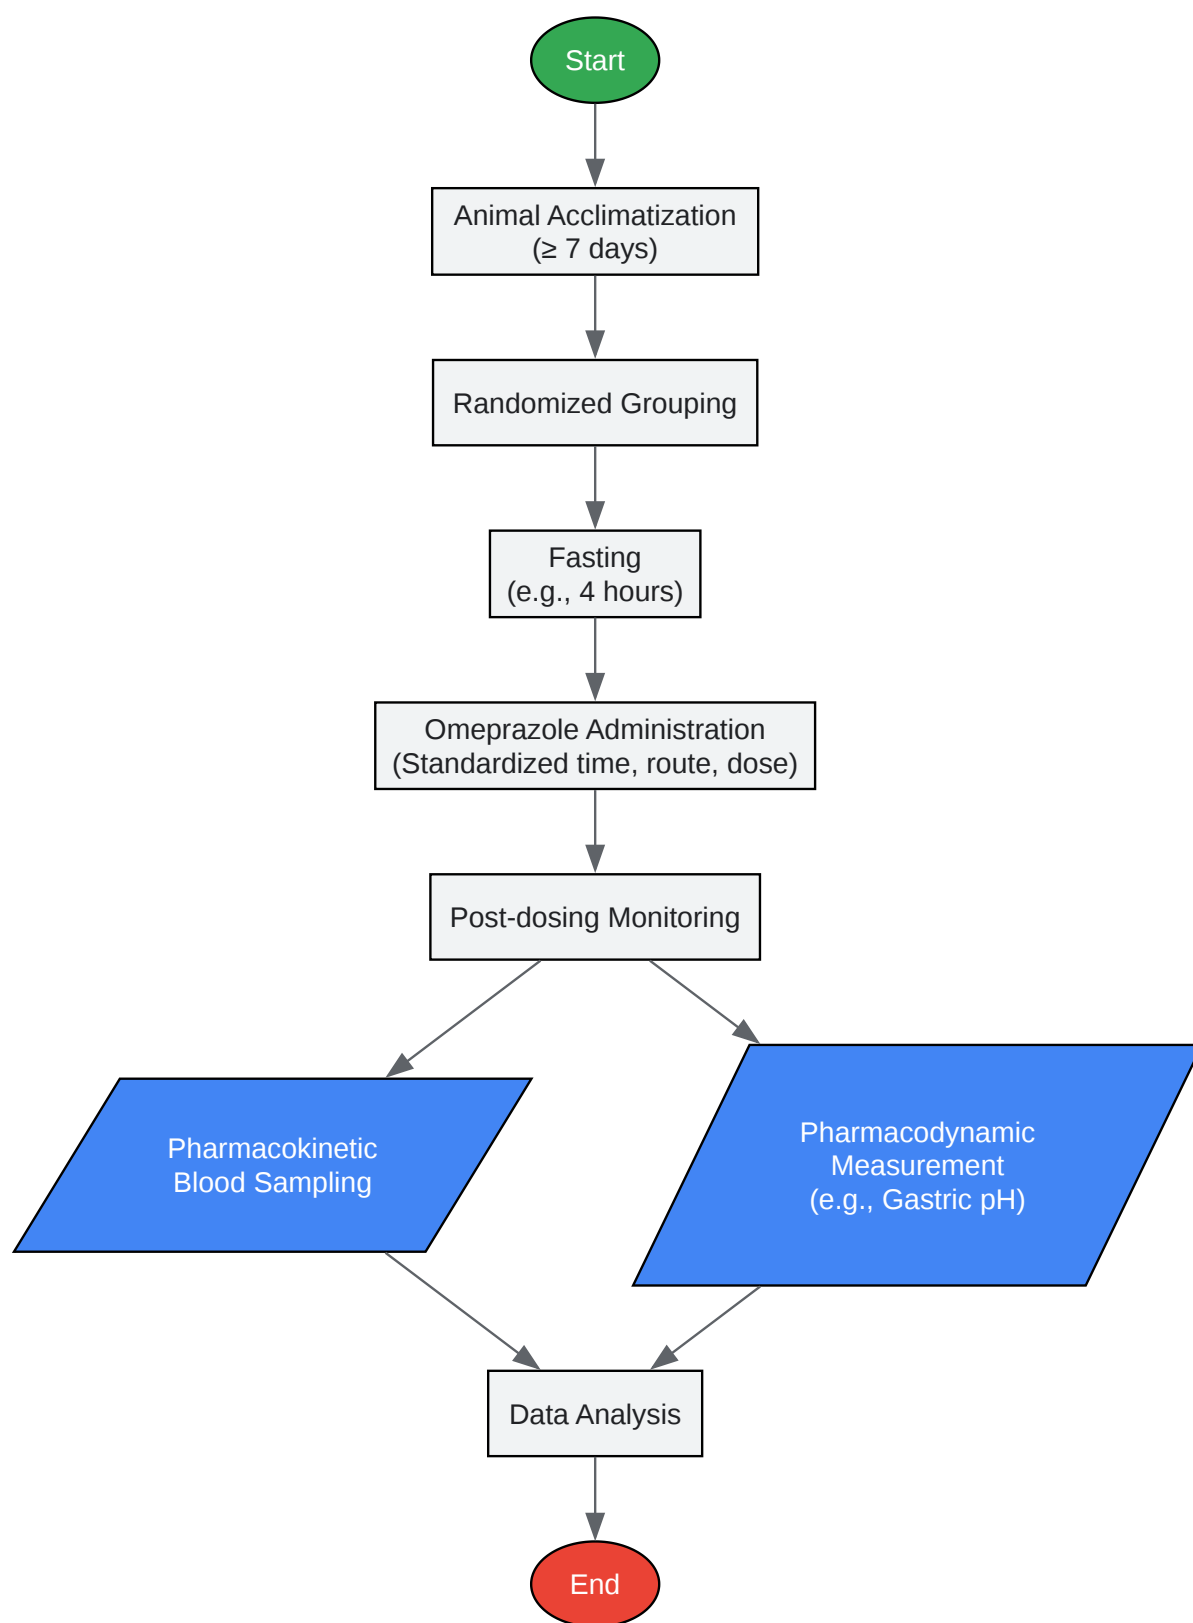 Start
Animal Acclimatization
(≥ 7 days)
Randomized Grouping
Fasting
(e.g., 4 hours)
Omeprazole Administration
(Standardized time, route, dose)
Post-dosing Monitoring
Pharmacokinetic
Blood Sampling
Pharmacodynamic
Measurement
(e.g., Gastric pH)
Data Analysis
End